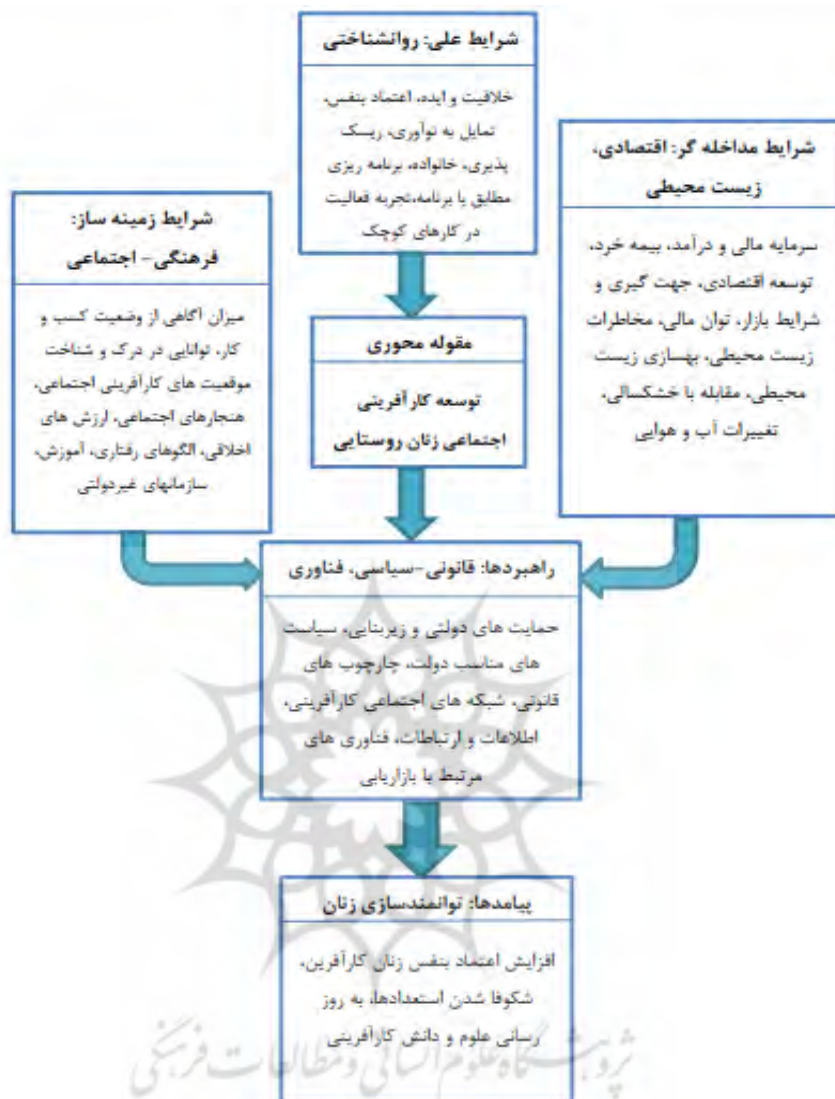 شرایط علی: روانشناختی
خلاقیت و ایده، اعتماد بنفس،
تمایل به نوآوری، ریسک
پذیری، خانواده، برنامه ریزی
مطابق با برنامه،تجربه فعالیت
در کارهای کوچک
شرایط مداخله گر: اقتصادی،
زیست محیطی
سرمایه مالی و درآمد، بیمه خرد،
توسعه اقتصادی، جهت گیری و
شرایط بازار، توان مالی، مخاطرات
زیست محیطی، بهسازی زیست
محیطی، مقابله با خشکسالی،
تغییرات آب و هوایی
شرایط زمینه ساز:
فرهنگی- اجتماعی
میزان آگاهی از وضعیت کسب و
کار، توانایی در درک و شناخت
موقعیت های کارآفرینی اجتماعی،
هنجارهای اجتماعی، ارزش های
اخلاقی، الگوهای رفتاری، آموزش،
سازمانهای غیردولتی
مقوله محوری
توسعه کارآفرینی
اجتماعی زنان روستایی
راهبردها: قانونی-سیاسی، فناوری
حمایت های دولتی و زیربنایی، سیاست
های مناسب دولت، چارچوب های
قانونی، شبکه های اجتماعی کارآفرینی،
اطلاعات و ارتباطات، فناوری های
مرتبط با بازاریابی
پیامدها: توانمندسازی زنان
افزایش اعتماد بنفس زنان کارآفرین،
شکوفا شدن استعدادها، به روز
رسانی علوم و دانش کارآفرینی
پژوهشگاه علوم انسانی و مطالعات فرهنگی